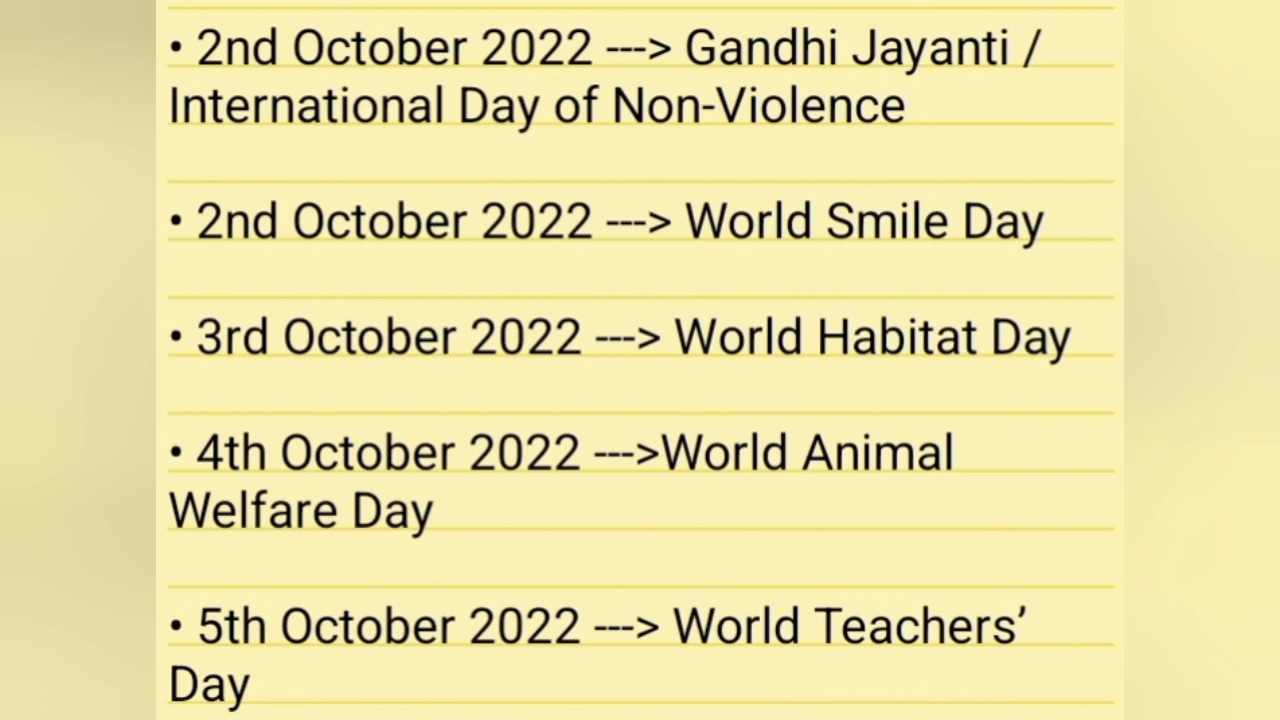 • 2nd October 2022 ---> Gandhi Jayanti /
International Day of Non-Violence
• 2nd October 2022 ---> World Smile Day
• 3rd October 2022 ---> World Habitat Day
• 4th October 2022 --->World Animal
Welfare Day
• 5th October 2022 ---> World Teachers’
Day